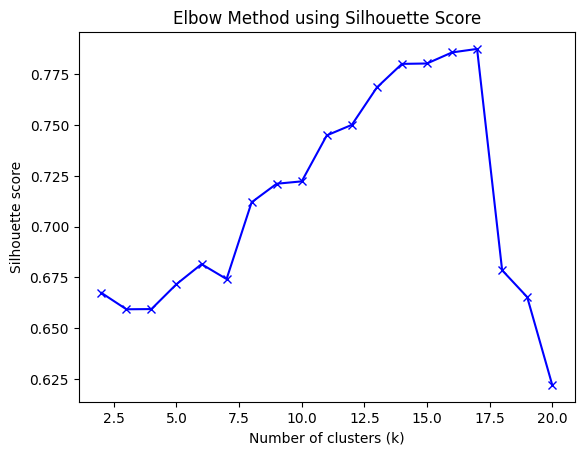 Elbow Method using Silhouette Score
Silhouette score
0.775
0.750
0.725
0.700
0.675
0.650
0.625
2.5 5.0 7.5 10.0 12.5 15.0 17.5 20.0
Number of clusters (k)